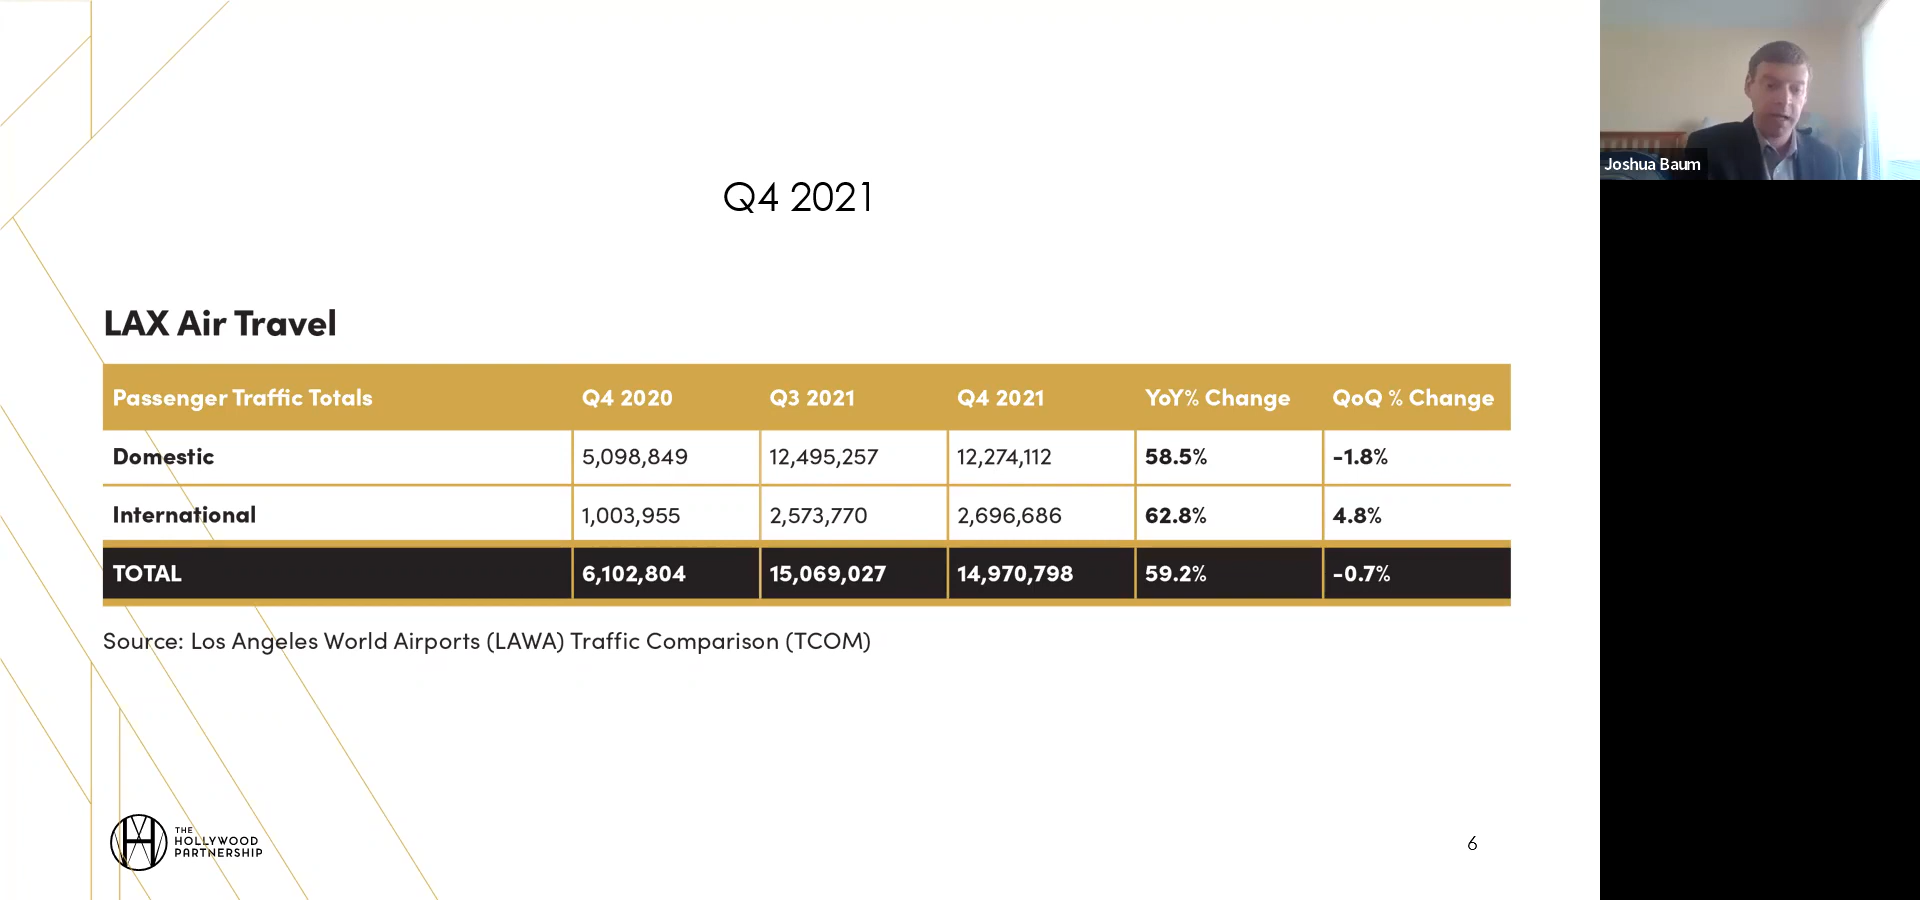 Q4 2021
LAX Air Travel
Passenger Traffic Totals Q4 2020 Q3 2021 Q4 2021 YoY% Change QoQ % Change
Domestic 5,098,849 12,495,257 12,274,112 58.5% -1.8%
International 1,003,955 2,573,770 2,696,686 62.8% 4.8%
TOTAL 6,102,804 15,069,027 14,970,798 59.2% -0.7%
Source: Los Angeles World Airports (LAWA) Traffic Comparison (TCOM)
THE
HOLLYWOOD
PARTNERSHIP
6
Joshua Baum